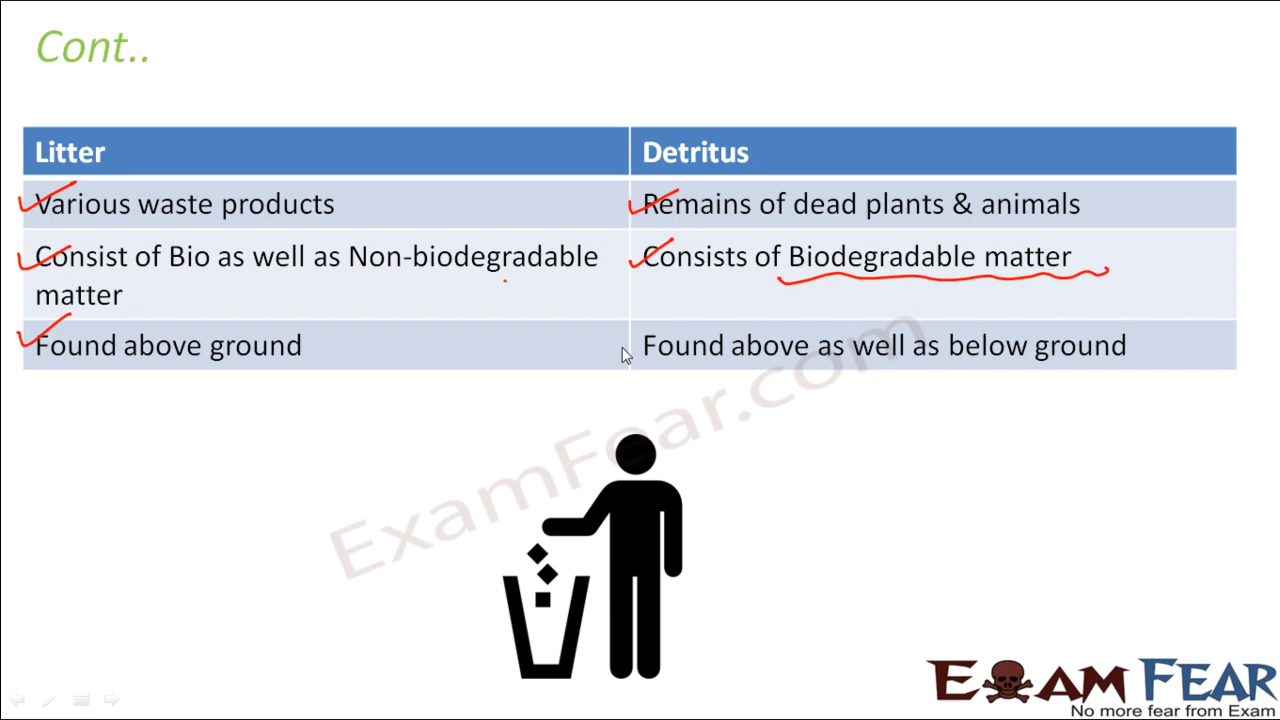 Cont..
Litter
Detritus
Various waste products
Remains of dead plants & animals
Consist of Bio as well as Non-biodegradable
matter
Consists of Biodegradable matter
Found above ground
Found above as well as below ground
ExamFear.com
EXAM FEAR
No more fear from Exam